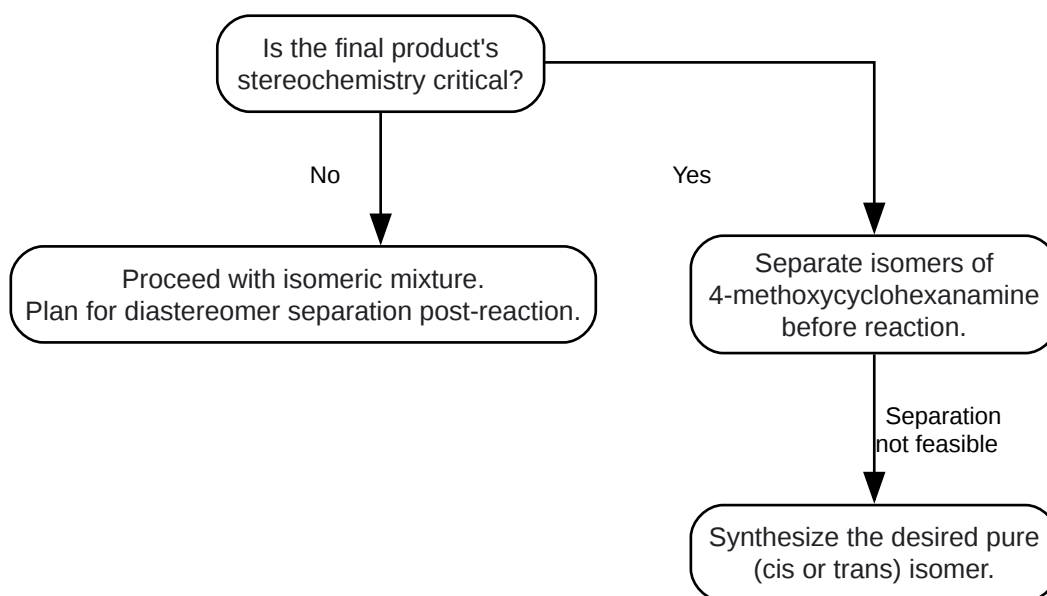 Is the final product's
stereochemistry critical?
No
Yes
Proceed with isomeric mixture.
Plan for diastereomer separation post-reaction.
Separate isomers of
4-methoxycyclohexanamine
before reaction.
Separation
not feasible
Synthesize the desired pure
(cis or trans) isomer.